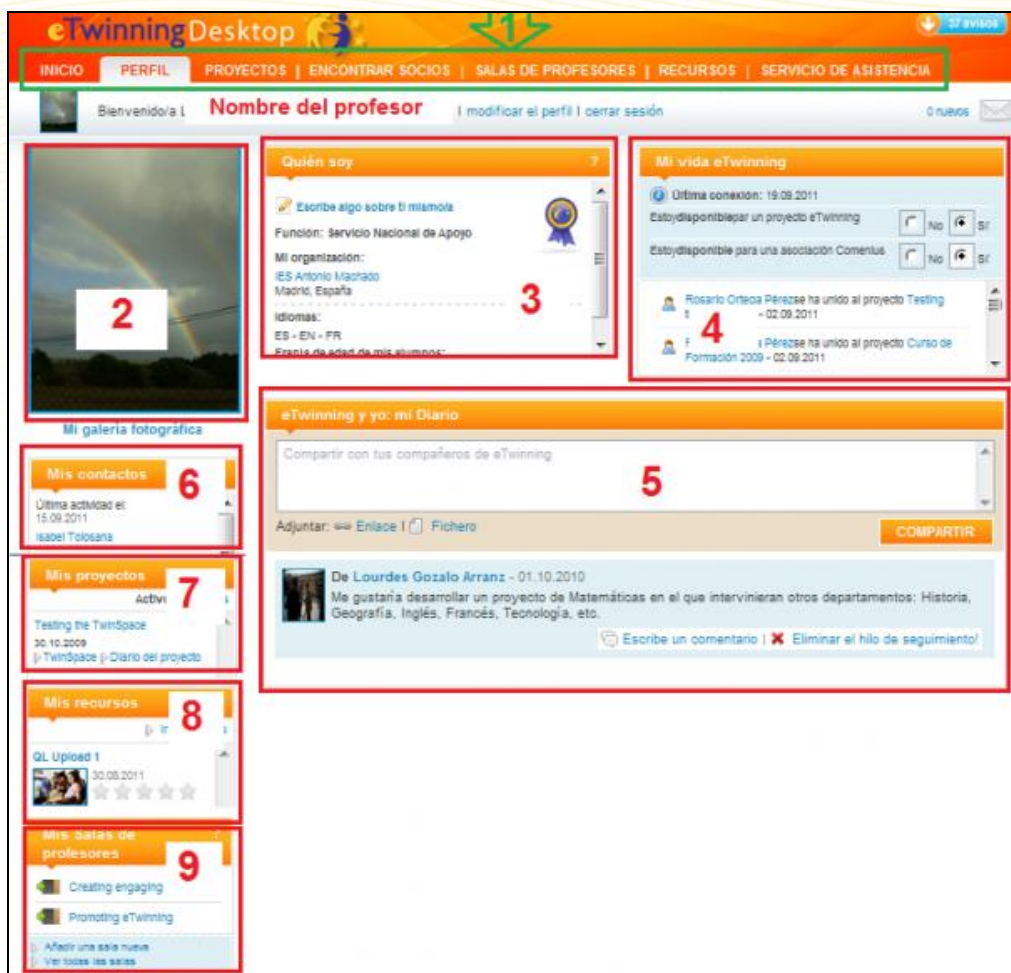 eTwinning Desktop
1
37 avisos
INICIO PERFIL PROYECTOS | ENCONTRAR SOCIOS | SALAS DE PROFESORES | RECURSOS | SERVICIO DE ASISTENCIA
Bienvenido/a L Nombre del profesor | modificar el perfil | cerrar sesión
0 nuevos
2
Mi galería fotográfica
Quién soy ?
Escribe algo sobre ti mismo/a
Función: Servicio Nacional de Apoyo
Mi organización:
IES Antonio Machado
Madrid, España
3
Idiomas:
ES - EN - FR
Franja de edad de mis alumnos:
Mi vida eTwinning
Última conexión: 19.09.2011
Estoydisponiblepar un proyecto eTwinning No Sí
Estoydisponible para una asociación Comenius No Sí
Rosario Ortega Pérezse ha unido al proyecto Testing
t - 02.09.2011
4
F Pérezse ha unido al proyecto Curso de
Formación 2009 - 02.09.2011
eTwinning y yo: mi Diario
Compartir con tus compañeros de eTwinning
5
Adjuntar: Enlace | Fichero
COMPARTIR
De Lourdes Gozalo Arranz - 01.10.2010
Me gustaría desarrollar un proyecto de Matemáticas en el que intervinieran otros departamentos: Historia,
Geografía, Inglés, Francés, Tecnología, etc.
Escribe un comentario | Eliminar el hilo de seguimiento!
Mis contactos
6
Última actividad el:
15.09.2011
Isabel Tolosana
Mis proyectos
7
Testing the TwinSpace
30.10.2009
TwinSpace Diario del proyecto
Mis recursos
8
QL Upload 1
30.08.2011
Mis Salas de ?
profesores
9
Creating engaging
Promoting eTwinning
Añadir una sala nueva
Ver todas las salas